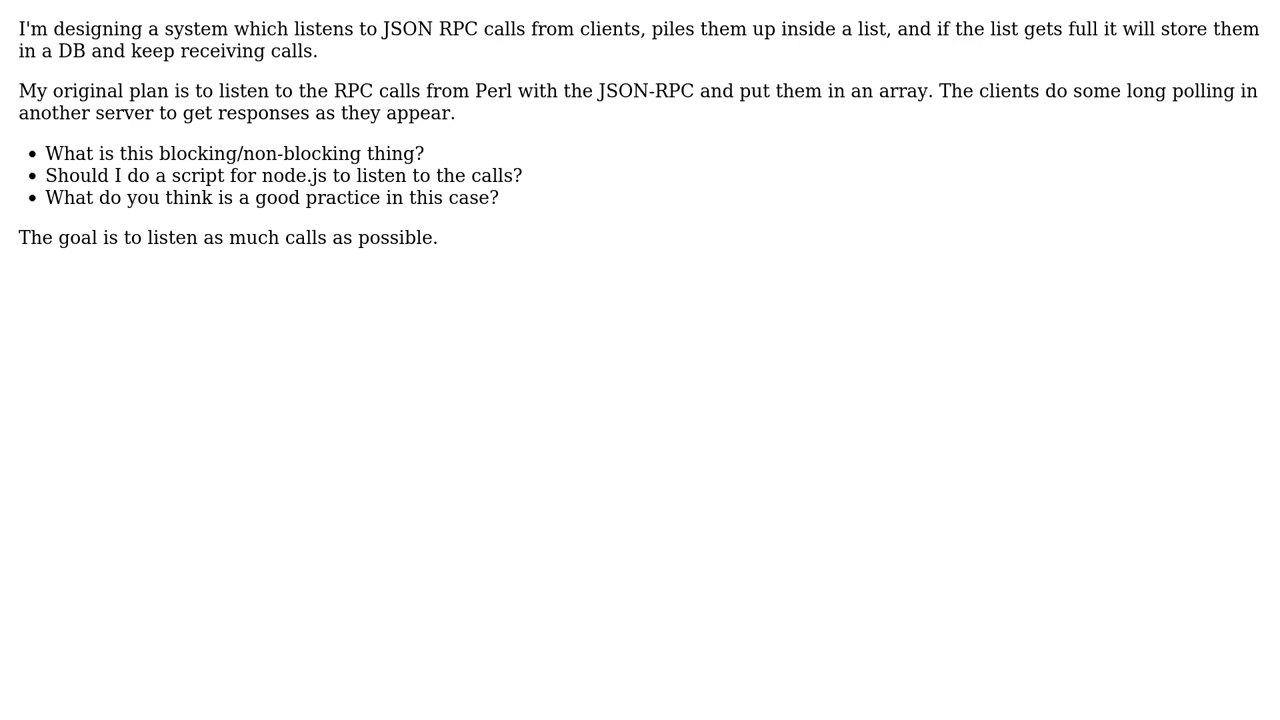 I'm designing a system which listens to JSON RPC calls from clients, piles them up inside a list, and if the list gets full it will store them
in a DB and keep receiving calls.
My original plan is to listen to the RPC calls from Perl with the JSON-RPC and put them in an array. The clients do some long polling in
another server to get responses as they appear.
• What is this blocking/non-blocking thing?
• Should I do a script for node.js to listen to the calls?
• What do you think is a good practice in this case?
The goal is to listen as much calls as possible.